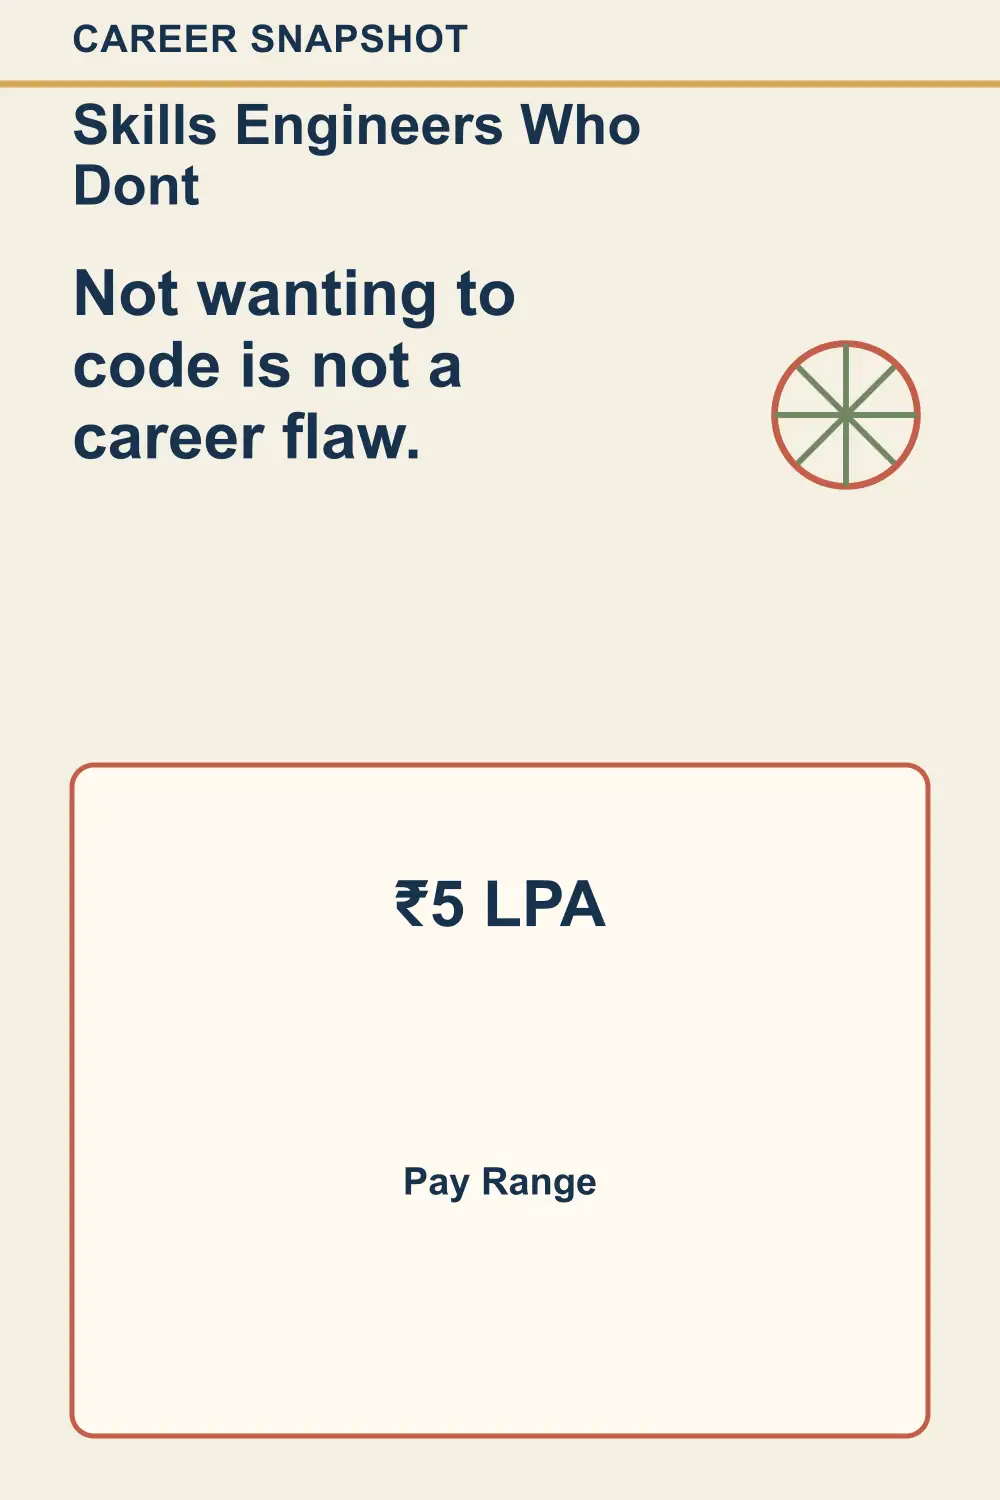 CAREER SNAPSHOT
Skills Engineers Who
Dont
Not wanting to
code is not a
career flaw.
₹5 LPA
Pay Range